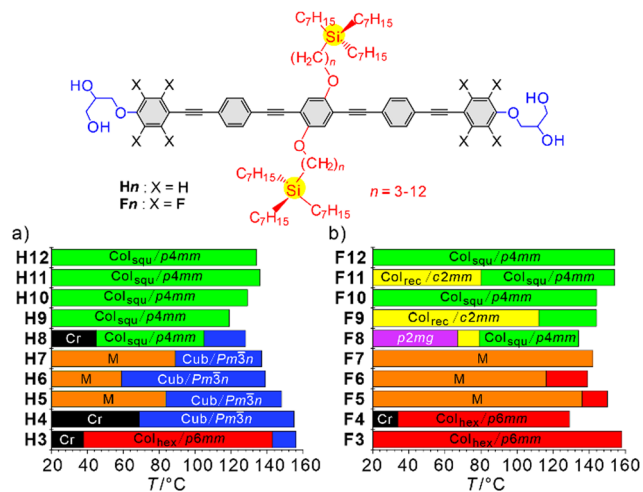 C7H15 C7H15
Si
C7H15
(H2C)n
HO OH
X X O X X
O O
X X X X
OH OH
O
Hn : X = H
Fn : X = F
(CH2)n
C7H15
Si
C7H15
C7H15
n = 3-12
a)
H12 Colsqu/p4mm
H11 Colsqu/p4mm
H10 Colsqu/p4mm
H9 Colsqu/p4mm
H8 Cr Colsqu/p4mm
H7 M Cub/Pm3̅n
H6 M Cub/Pm3̅n
H5 M Cub/Pm3̅n
H4 Cr Cub/Pm3̅n
H3 Cr Colhex/p6mm
20 40 60 80 100 120 140 160
T/°C
b)
F12 Colsqu/p4mm
F11 Colrec/c2mm Colsqu/p4mm
F10 Colsqu/p4mm
F9 Colrec/c2mm
F8 p2mg Colsqu/p4mm
F7 M
F6 M
F5 M
F4 Cr Colhex/p6mm
F3 Colhex/p6mm
20 40 60 80 100 120 140 160
T/°C